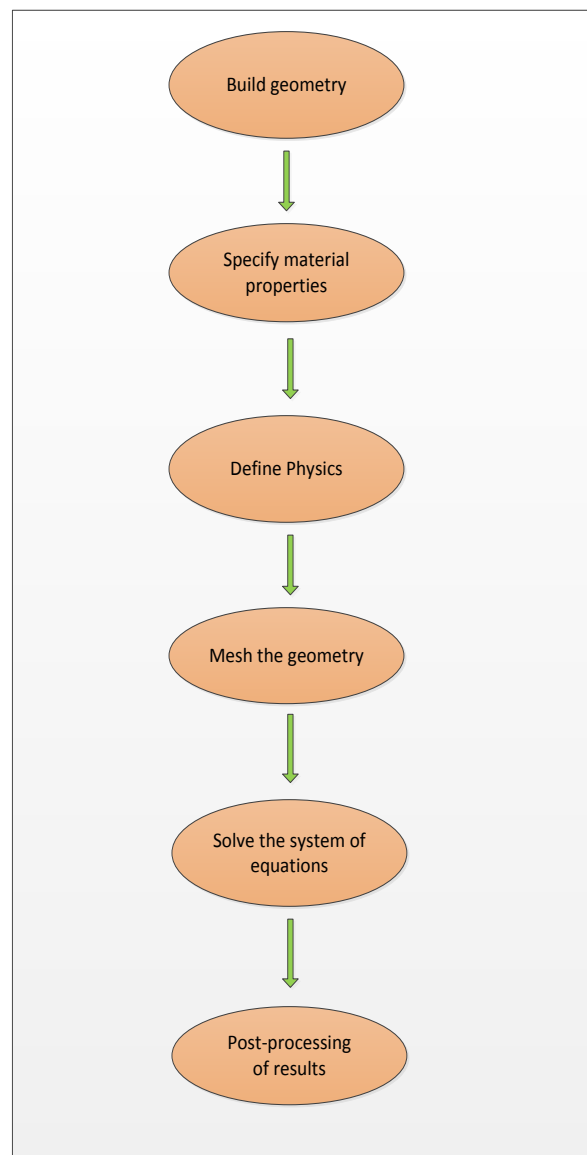 Build geometry
Specify material
properties
Define Physics
Mesh the geometry
Solve the system of
equations
Post-processing
of results